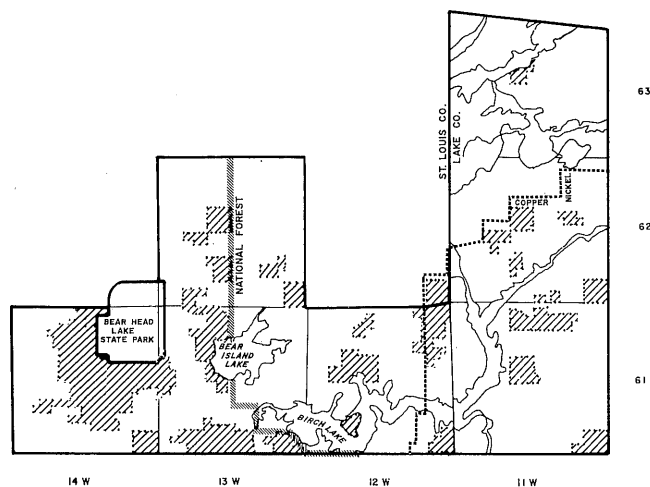 63
ST. LOUIS CO.
LAKE CO.
COPPER
NICKEL
62
NATIONAL FOREST
BEAR HEAD
LAKE
STATE PARK
BEAR
ISLAND
LAKE
61
BIRCH LAKE
14 W
13 W
12 W
11 W